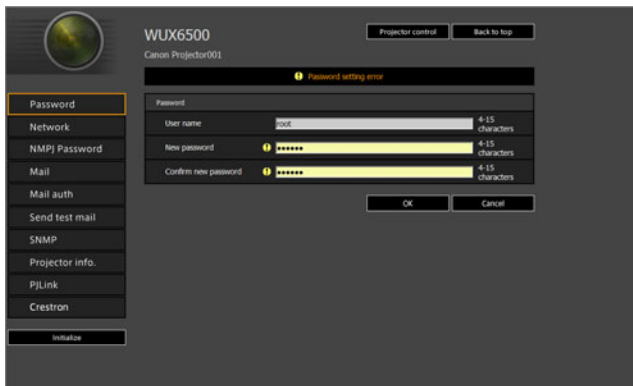 WUX6500
Projector control
Back to top
Canon Projector001
Password setting error
Password
Network
NMPJ Password
Mail
Mail auth
Send test mail
SNMP
Projector info.
PJLink
Crestron
Initialize
Password
User name
root
4-15
characters
New password
••••••
4-15
characters
Confirm new password
••••••
4-15
characters
OK
Cancel